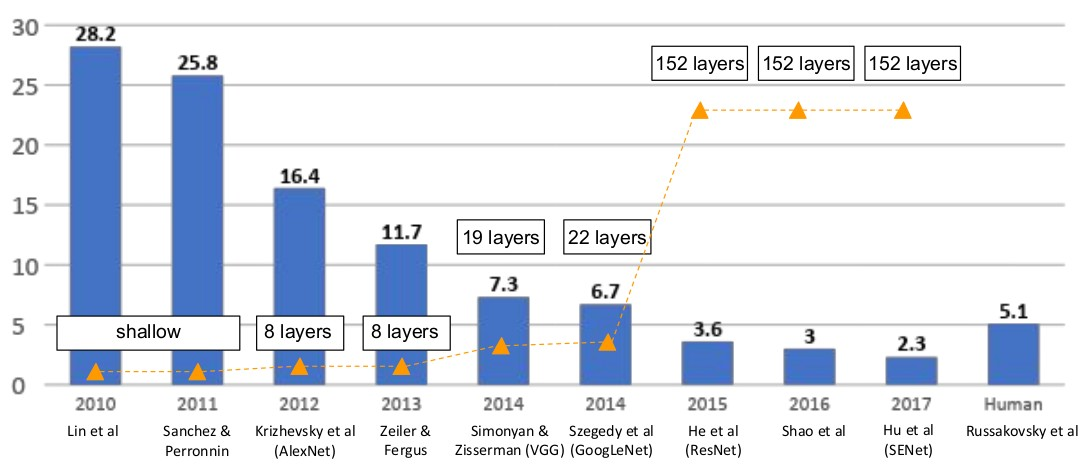 30
28.2
25.8
152 layers 152 layers 152 layers
25
20
16.4
15
11.7
19 layers 22 layers
10
7.3
6.7
shallow 8 layers 8 layers
5
3.6
3
2.3
5.1
0
2010 2011 2012 2013 2014 2014 2015 2016 2017 Human
Lin et al Sanchez & Krizhevsky et al Zeiler & Simonyan & Szegedy et al He et al Shao et al Hu et al Russakovsky et al
Perronnin (AlexNet) Fergus Zisserman (VGG) (GoogLeNet) (ResNet) (SENet)